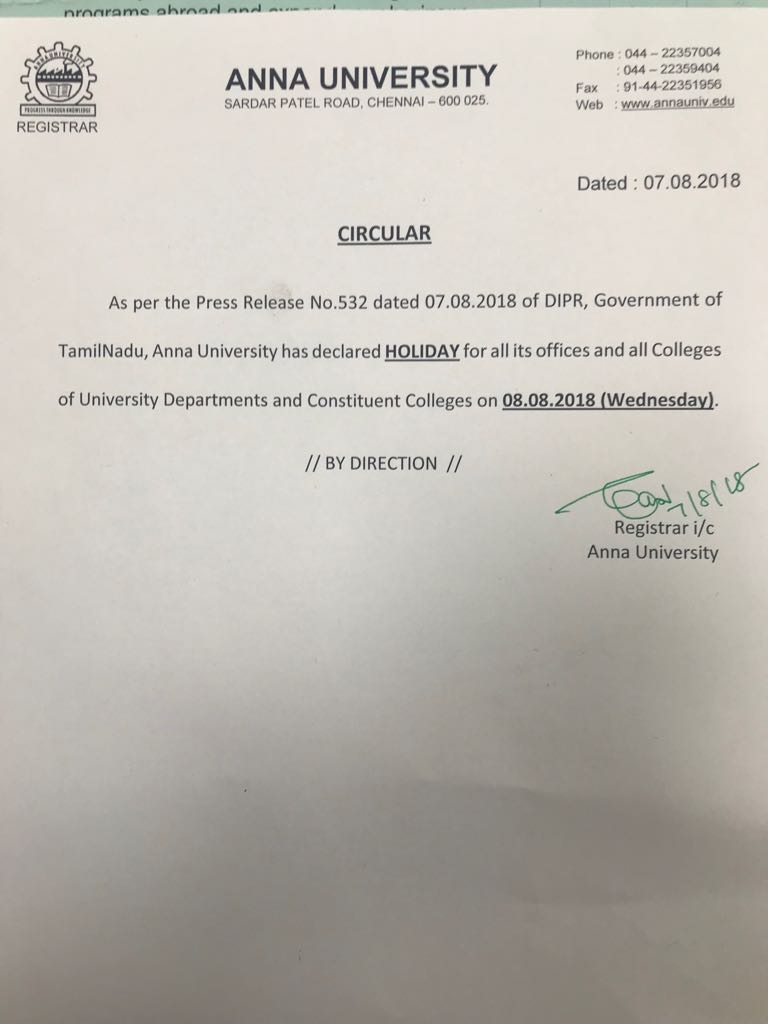 programs abroad and
ANNA UNIVERSITY
PROGRESS THROUGH KNOWLEDGE
REGISTRAR
ANNA UNIVERSITY
SARDAR PATEL ROAD, CHENNAI – 600 025.
Phone : 044 – 22357004
: 044 – 22359404
Fax : 91-44-22351956
Web : www.annauniv.edu
Dated : 07.08.2018
CIRCULAR
As per the Press Release No.532 dated 07.08.2018 of DIPR, Government of
TamilNadu, Anna University has declared HOLIDAY for all its offices and all Colleges
of University Departments and Constituent Colleges on 08.08.2018 (Wednesday).
// BY DIRECTION //
7/8/18
Registrar i/c
Anna University